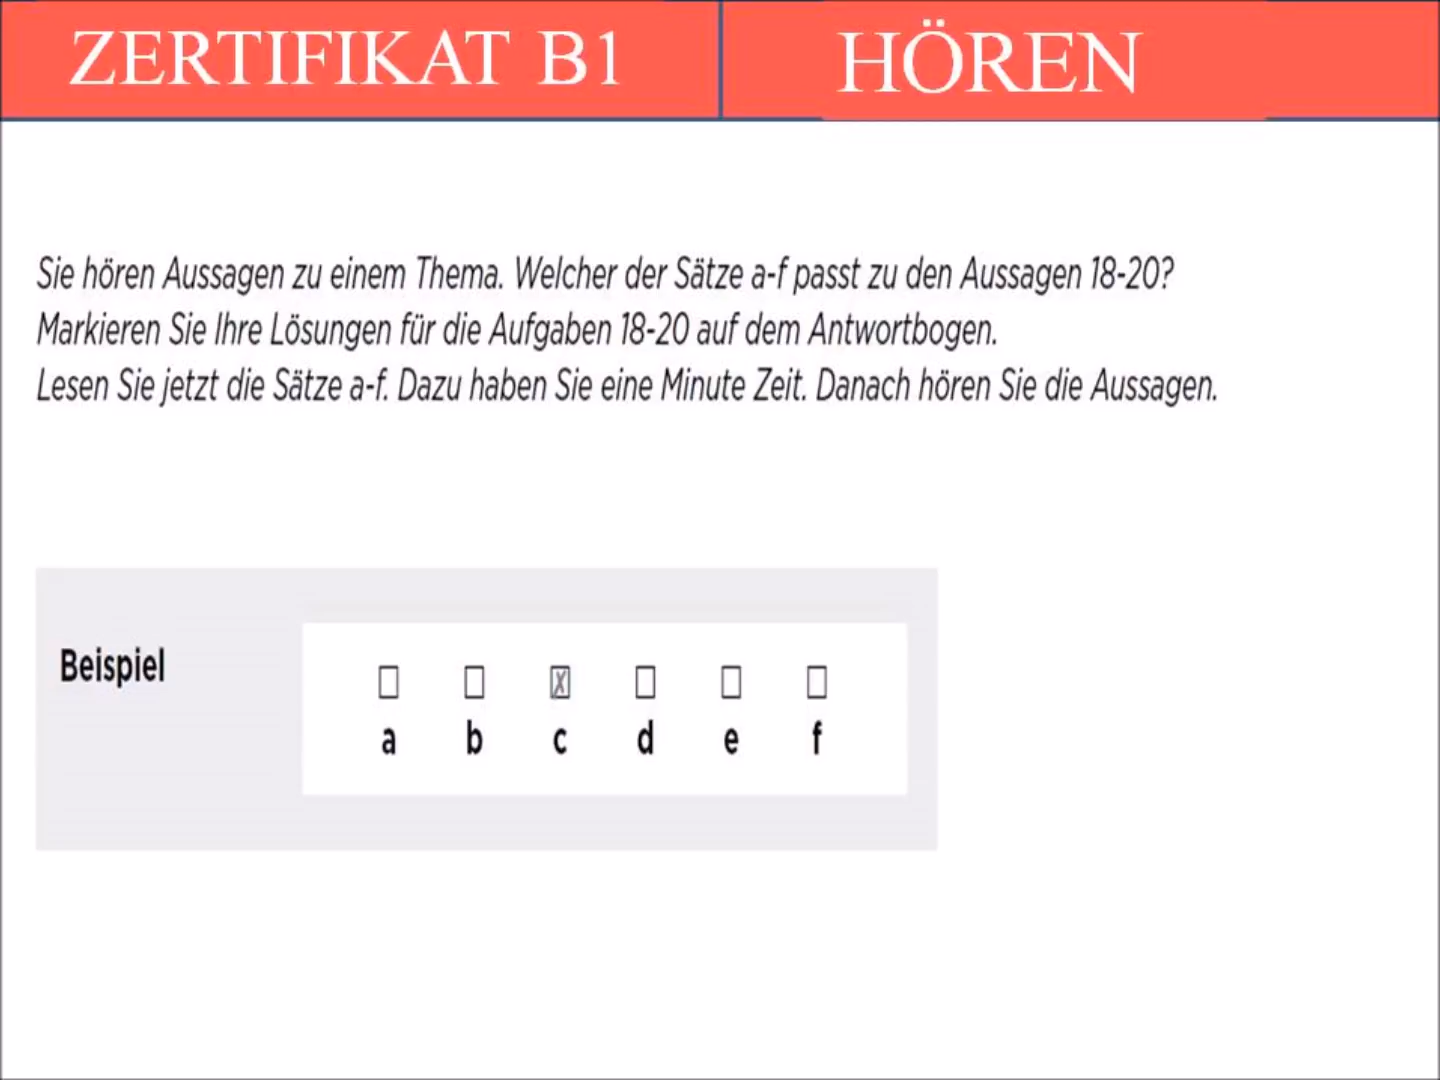 ZERTIFIKAT B1
HÖREN
Sie hören Aussagen zu einem Thema. Welcher der Sätze a-f passt zu den Aussagen 18-20?
Markieren Sie Ihre Lösungen für die Aufgaben 18-20 auf dem Antwortbogen.
Lesen Sie jetzt die Sätze a-f. Dazu haben Sie eine Minute Zeit. Danach hören Sie die Aussagen.
Beispiel
a b c d e f